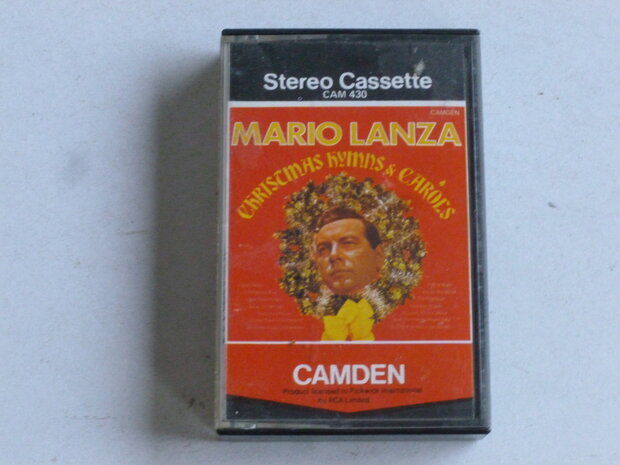 Stereo Cassette
CAM 430
CAMDEN
MARIO LANZA
CHRISTMAS HYMNS & CAROLS
CAMDEN
Product licensed to Pickwick International
by RCA Limited